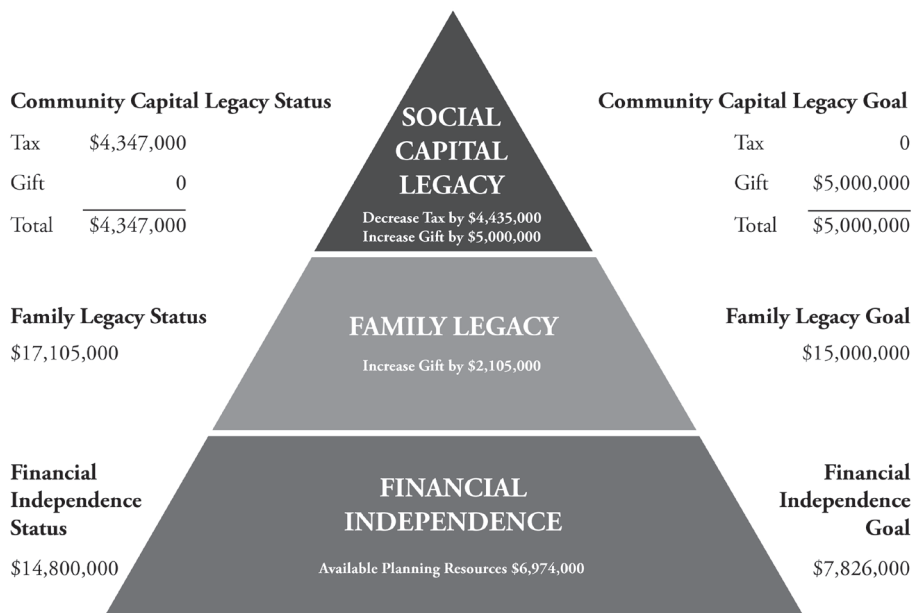 Community Capital Legacy Status
Tax $4,347,000
Gift 0
Total $4,347,000
SOCIAL
CAPITAL
LEGACY
Decrease Tax by $4,435,000
Increase Gift by $5,000,000
Community Capital Legacy Goal
Tax 0
Gift $5,000,000
Total $5,000,000
Family Legacy Status
$17,105,000
FAMILY LEGACY
Increase Gift by $2,105,000
Family Legacy Goal
$15,000,000
Financial
Independence
Status
$14,800,000
FINANCIAL
INDEPENDENCE
Available Planning Resources $6,974,000
Financial
Independence
Goal
$7,826,000